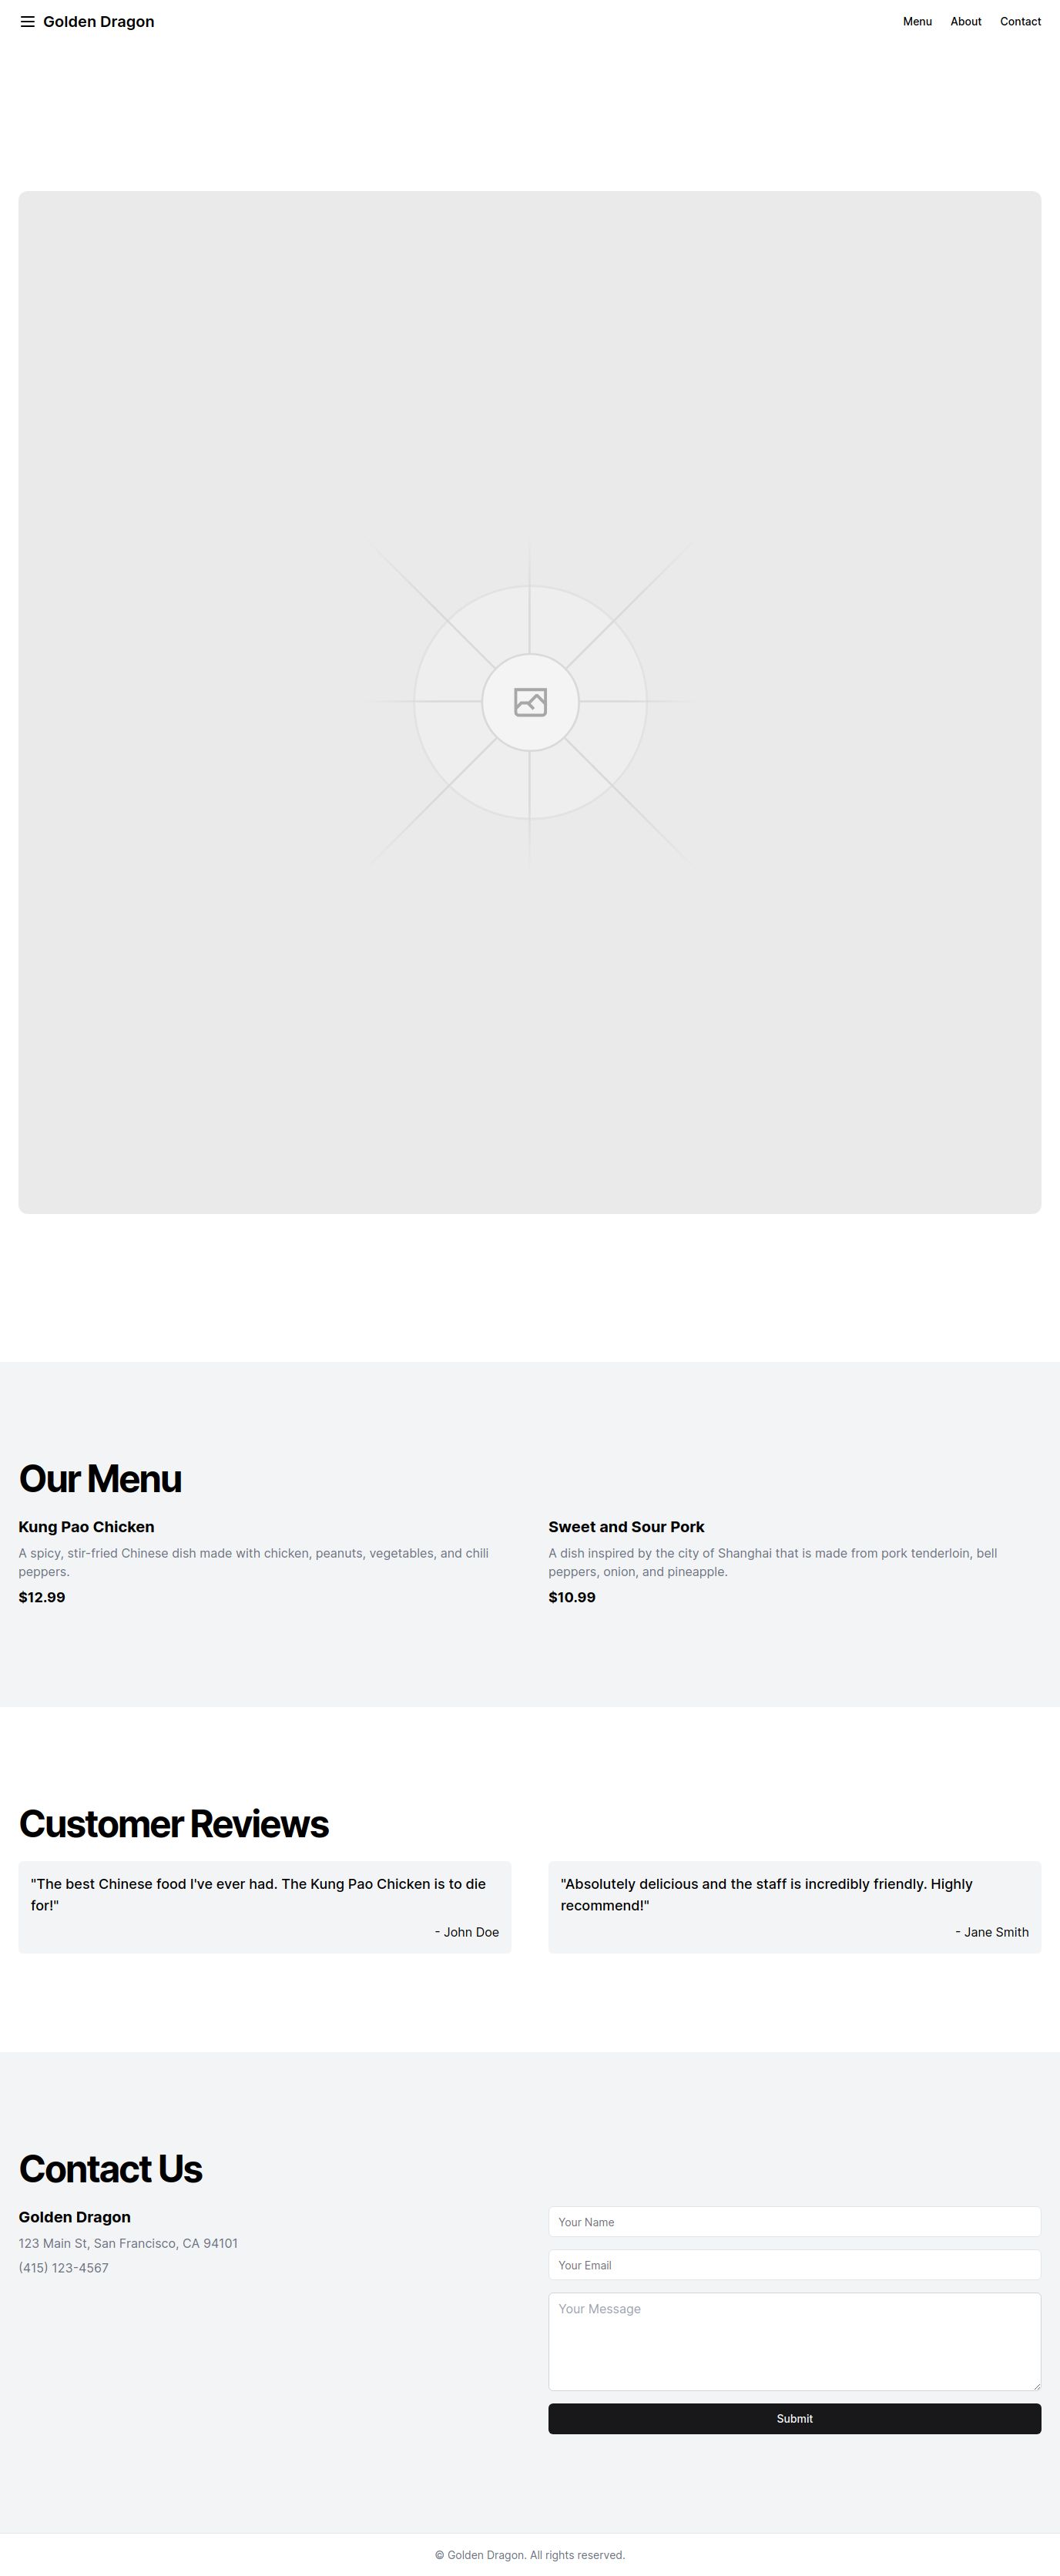 Golden Dragon
Menu
About
Contact
Our Menu
Kung Pao Chicken
A spicy, stir-fried Chinese dish made with chicken, peanuts, vegetables, and chili
peppers.
$12.99
Sweet and Sour Pork
A dish inspired by the city of Shanghai that is made from pork tenderloin, bell
peppers, onion, and pineapple.
$10.99
Customer Reviews
"The best Chinese food I've ever had. The Kung Pao Chicken is to die
for!"
- John Doe
"Absolutely delicious and the staff is incredibly friendly. Highly
recommend!"
- Jane Smith
Contact Us
Golden Dragon
123 Main St, San Francisco, CA 94101
(415) 123-4567
Your Name
Your Email
Your Message
Submit
© Golden Dragon. All rights reserved.